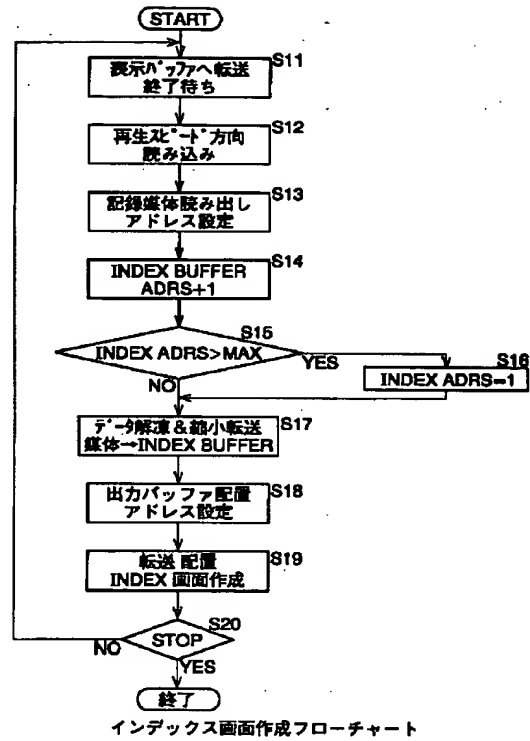 START
S11
表示バッファへ転送
終了待ち
S12
再生スピード方向
読み込み
S13
記録媒体読み出し
アドレス設定
S14
INDEX BUFFER
ADRS+1
S15
INDEX ADRS>MAX
YES
NO
S16
INDEX ADRS=1
S17
データ解凍&縮小転送
媒体→INDEX BUFFER
S18
出力バッファ配置
アドレス設定
S19
転送 配置
INDEX 画面作成
S20
STOP
NO
YES
終了
インデックス画面作成フローチャート